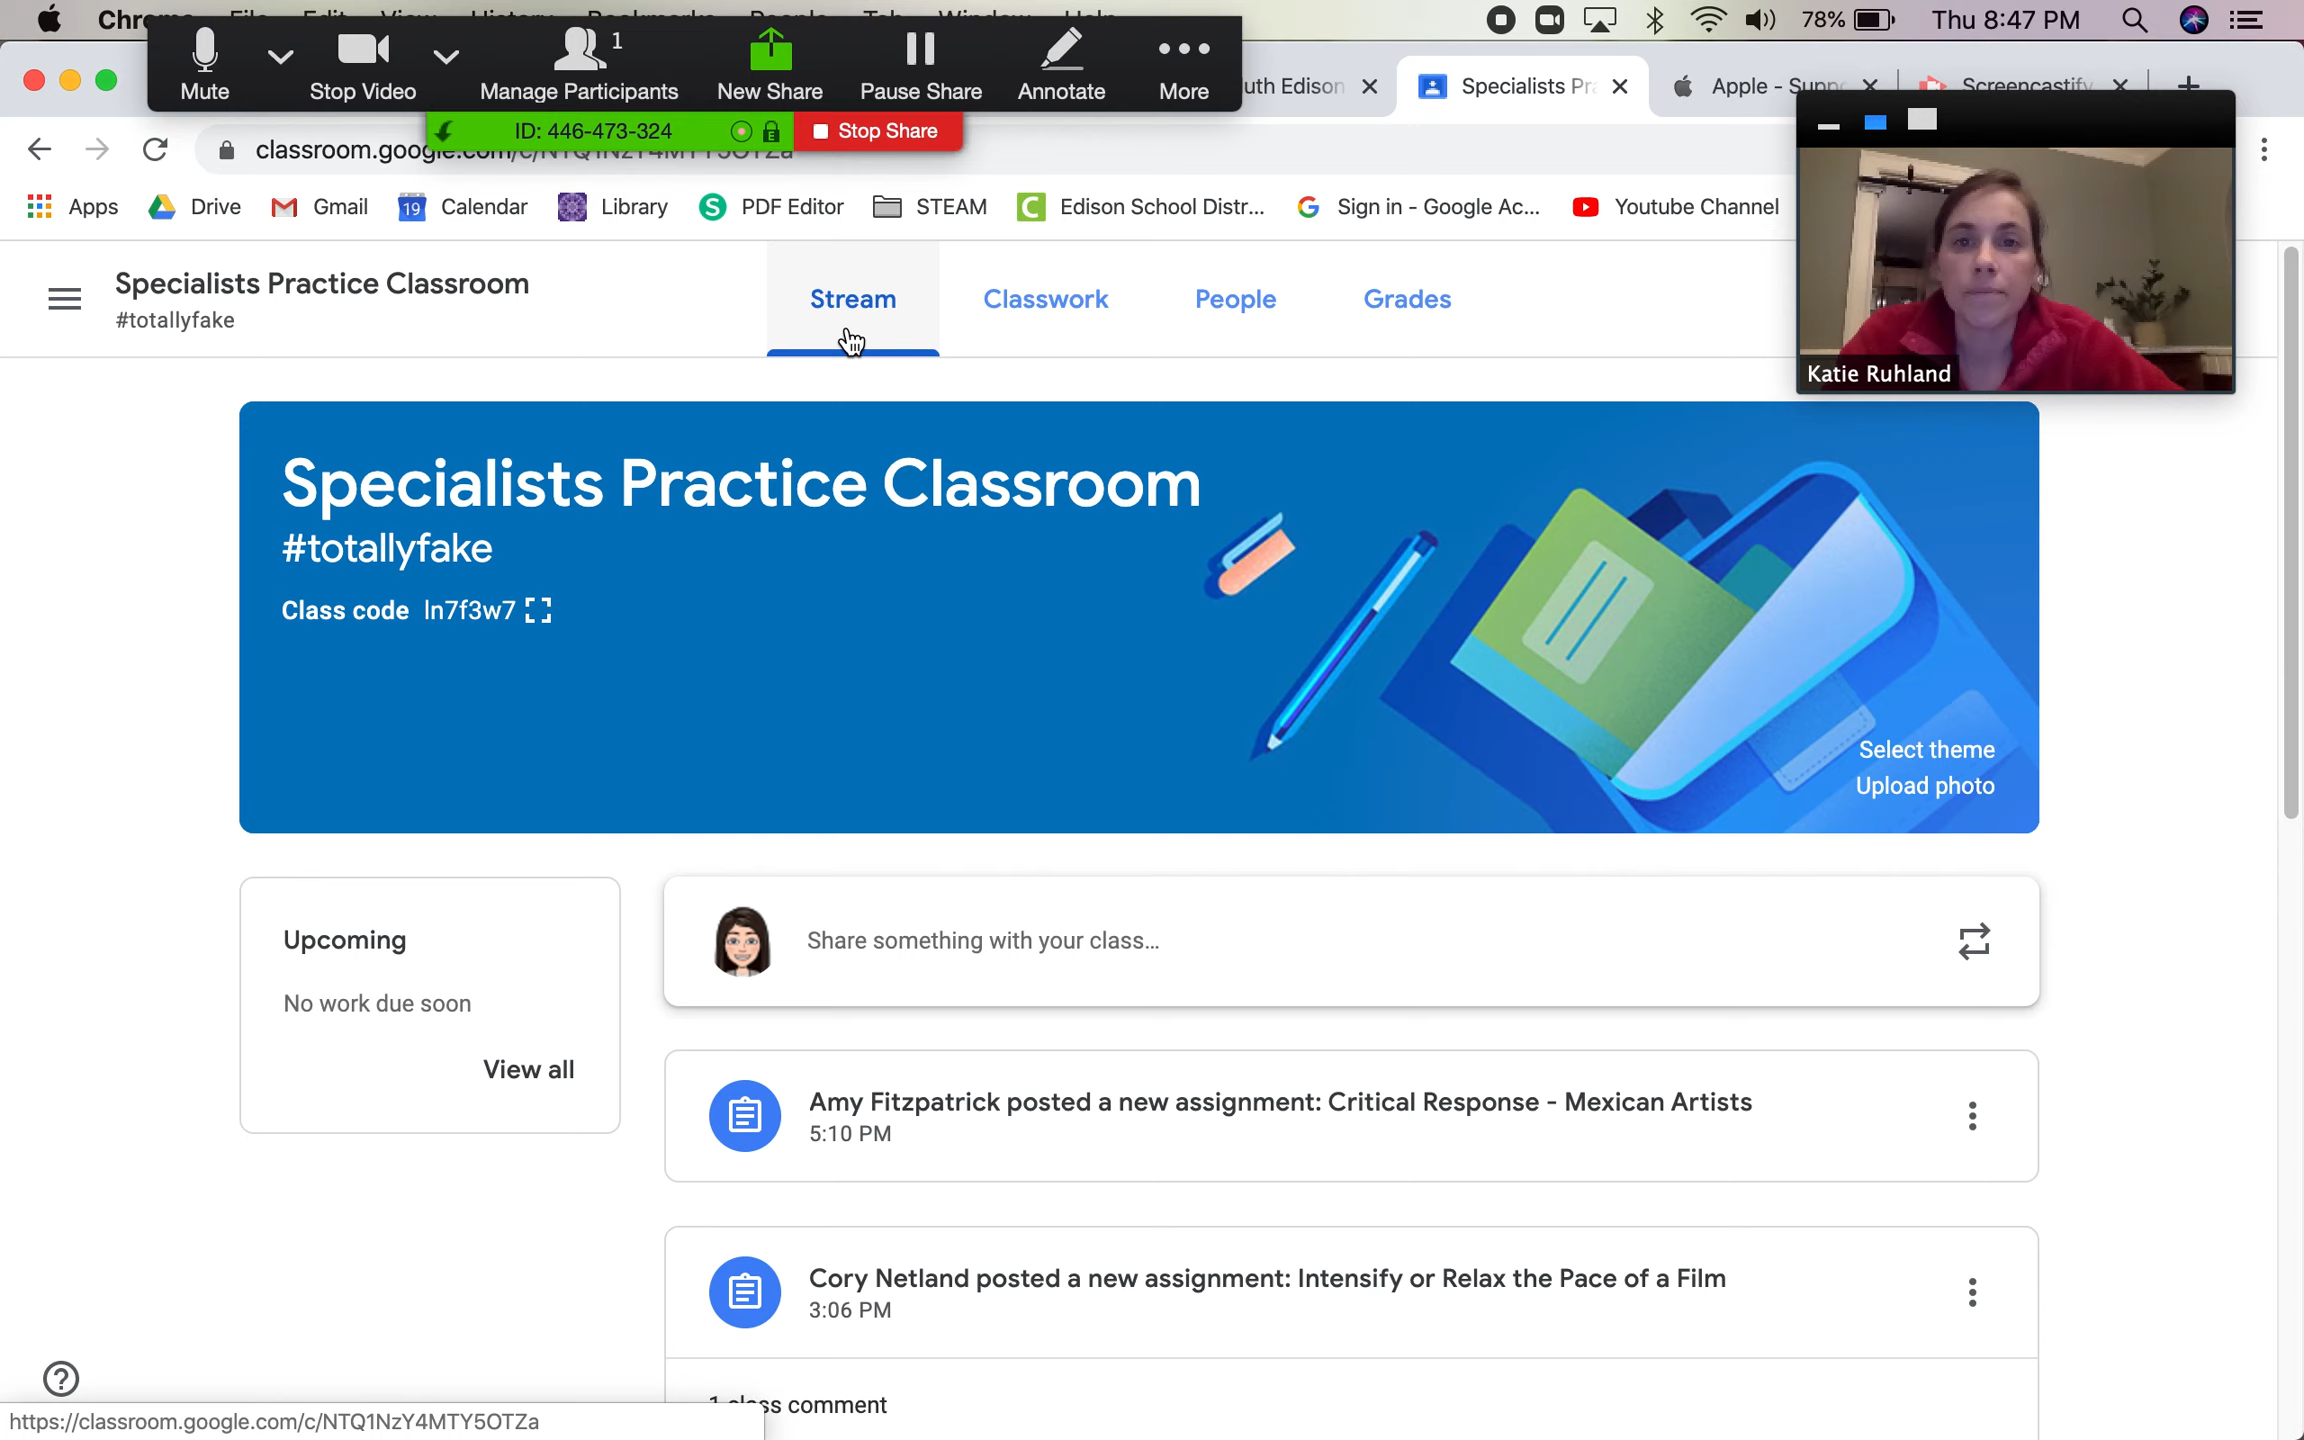 78% Thu 8:47 PM
Mute Stop Video Manage Participants 1 New Share Pause Share Annotate More
uth Edison Specialists Pra Apple - Supp Screencastify
ID: 446-473-324 Stop Share
classroom.google.com/c/NTQ1NzY4MTY5OTZa
Apps Drive Gmail 19 Calendar Library S PDF Editor STEAM C Edison School Distr... Sign in - Google Ac... Youtube Channel
Specialists Practice Classroom
#totallyfake
Stream Classwork People Grades
Katie Ruhland
Specialists Practice Classroom
#totallyfake
Class code ln7f3w7
Select theme
Upload photo
Upcoming
No work due soon
View all
Share something with your class...
Amy Fitzpatrick posted a new assignment: Critical Response - Mexican Artists
5:10 PM
Cory Netland posted a new assignment: Intensify or Relax the Pace of a Film
3:06 PM
1 class comment
https://classroom.google.com/c/NTQ1NzY4MTY5OTZa